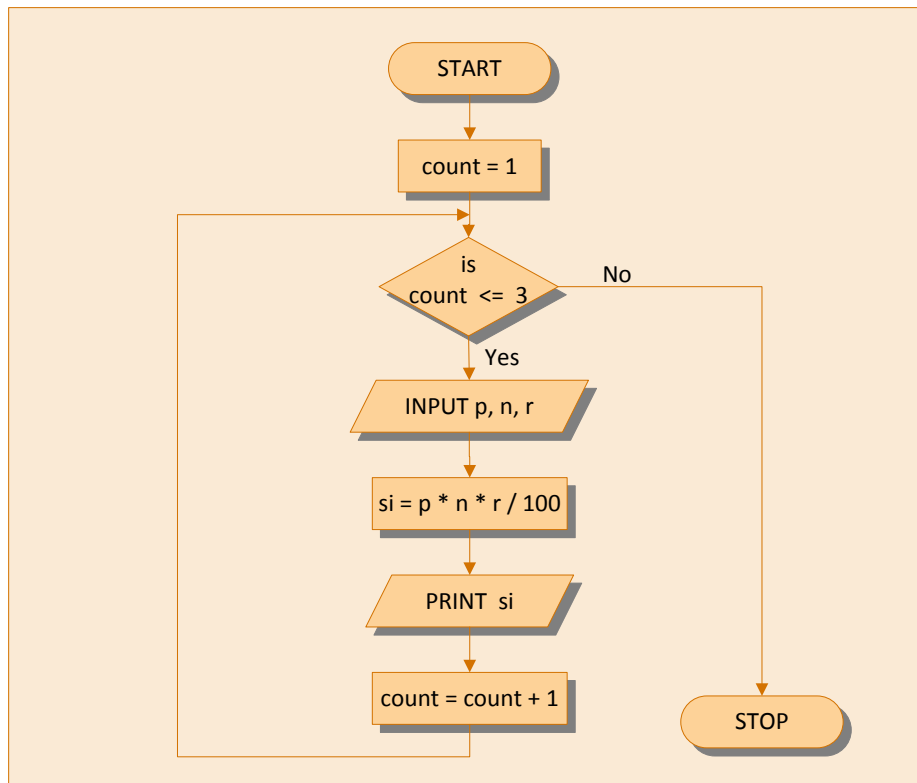 START
count = 1
is
count <= 3
No
Yes
INPUT p, n, r
si = p * n * r / 100
PRINT si
count = count + 1
STOP